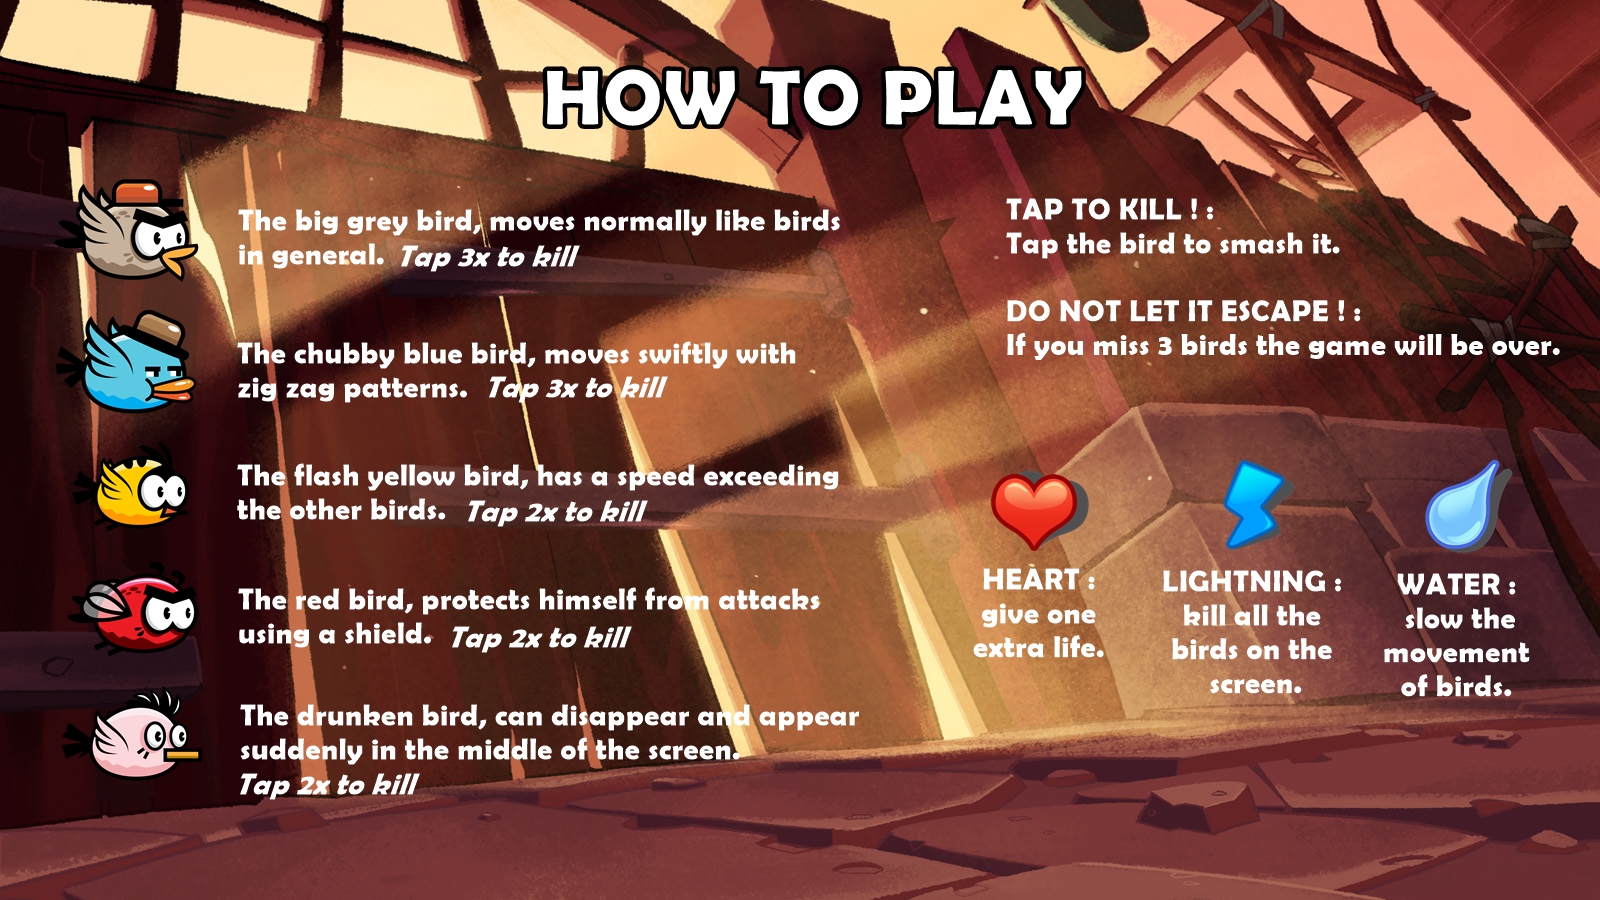 HOW TO PLAY
The big grey bird, moves normally like birds
in general. Tap 3x to kill
The chubby blue bird, moves swiftly with
zig zag patterns. Tap 3x to kill
The flash yellow bird, has a speed exceeding
the other birds. Tap 2x to kill
The red bird, protects himself from attacks
using a shield. Tap 2x to kill
The drunken bird, can disappear and appear
suddenly in the middle of the screen.
Tap 2x to kill
TAP TO KILL ! :
Tap the bird to smash it.
DO NOT LET IT ESCAPE ! :
If you miss 3 birds the game will be over.
HEART :
give one
extra life.
LIGHTNING :
kill all the
birds on the
screen.
WATER :
slow the
movement
of birds.